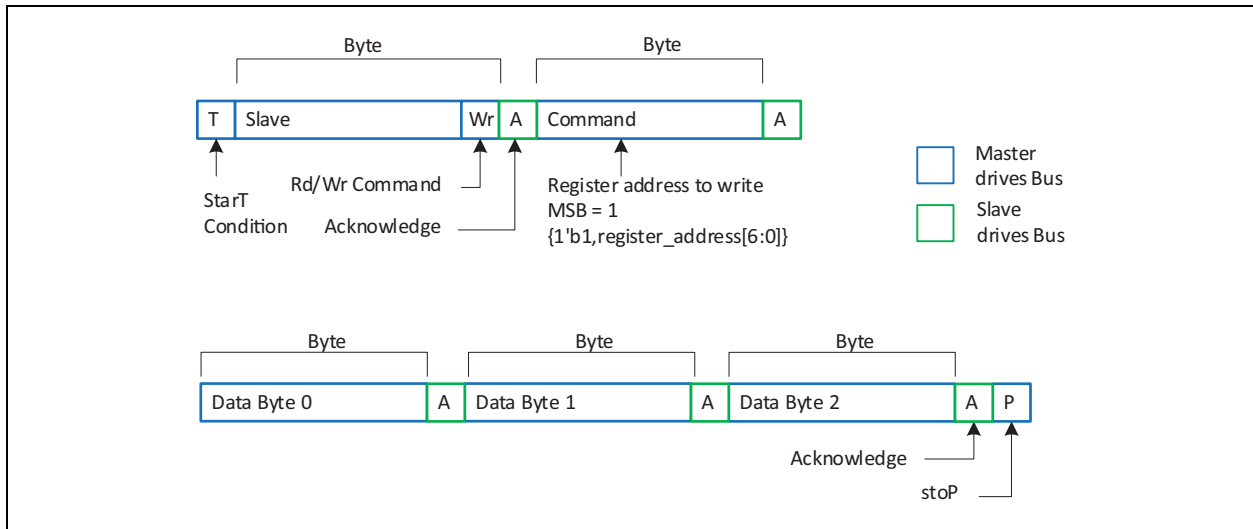 Byte
Byte
T
Slave
Wr
A
Command
A
Master
drives Bus
Slave
drives Bus
Rd/Wr Command
StarT
Condition
Acknowledge
Register address to write
MSB = 1
{1'b1,register_address[6:0]}
Byte
Byte
Byte
Data Byte 0
A
Data Byte 1
A
Data Byte 2
A
P
Acknowledge
stoP